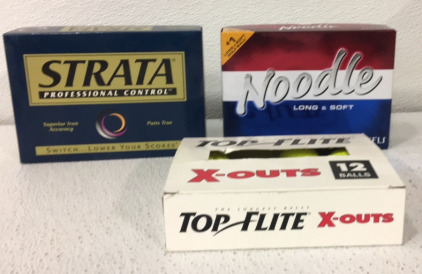 STRATA
PROFESSIONAL CONTROL
Superior Iron
Accuracy
Putts True
SWITCH...LOWER YOUR SCORES
#1
Noodle
LONG & SOFT
TOP FLITE
X-OUTS
12
BALLS
TOP FLITE X-OUTS